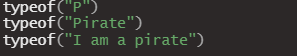 typeof("P")
typeof("Pirate")
typeof("I am a pirate")